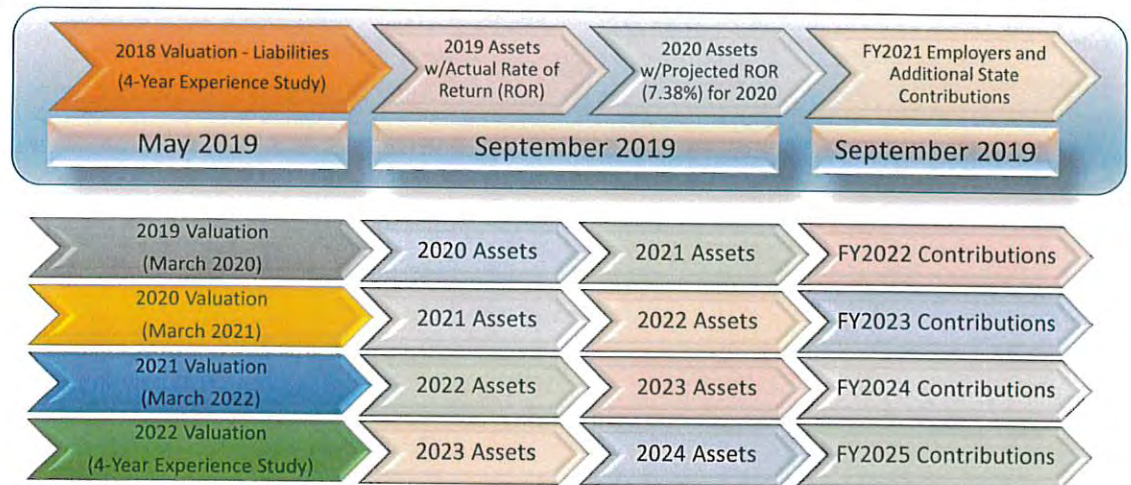 2018 Valuation - Liabilities
(4-Year Experience Study)
2019 Assets
w/Actual Rate of
Return (ROR)
2020 Assets
w/Projected ROR
(7.38%) for 2020
FY2021 Employers and
Additional State
Contributions
May 2019
September 2019
September 2019
2019 Valuation
(March 2020)
2020 Assets
2021 Assets
FY2022 Contributions
2020 Valuation
(March 2021)
2021 Assets
2022 Assets
FY2023 Contributions
2021 Valuation
(March 2022)
2022 Assets
2023 Assets
FY2024 Contributions
2022 Valuation
(4-Year Experience Study)
2023 Assets
2024 Assets
FY2025 Contributions